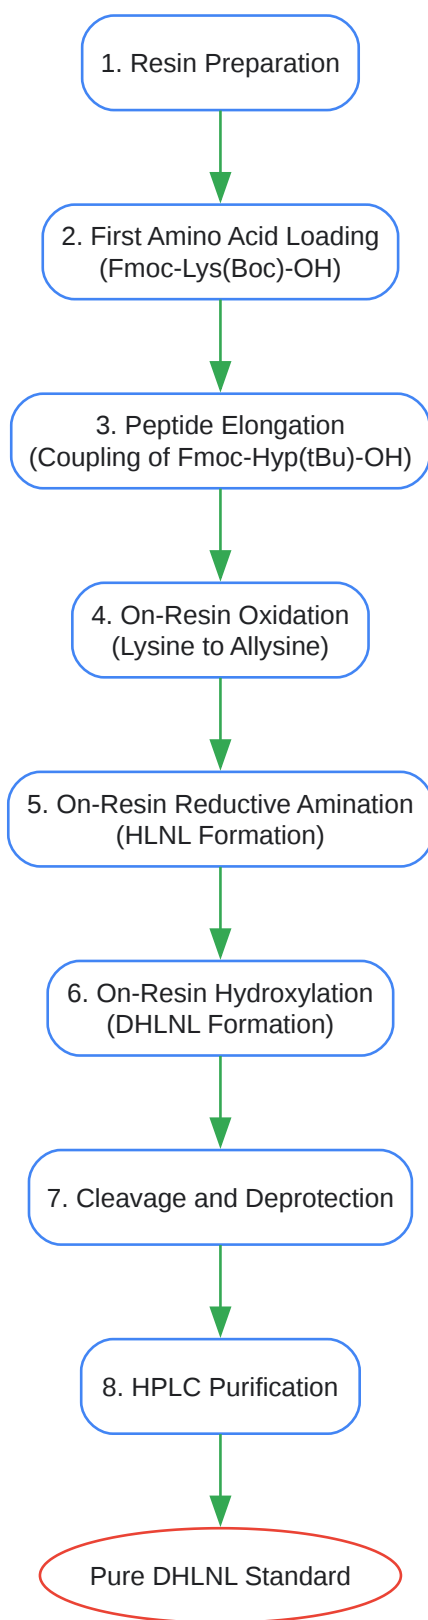 1. Resin Preparation
2. First Amino Acid Loading
(Fmoc-Lys(Boc)-OH)
3. Peptide Elongation
(Coupling of Fmoc-Hyp(tBu)-OH)
4. On-Resin Oxidation
(Lysine to Allysine)
5. On-Resin Reductive Amination
(HLNL Formation)
6. On-Resin Hydroxylation
(DHLNL Formation)
7. Cleavage and Deprotection
8. HPLC Purification
Pure DHLNL Standard